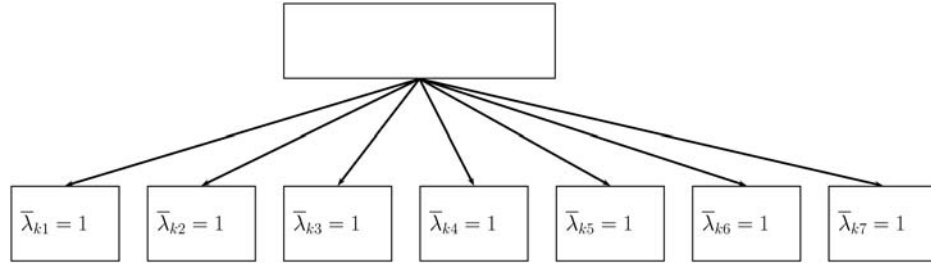 λ̅ₖ₁ = 1
λ̅ₖ₂ = 1
λ̅ₖ₃ = 1
λ̅ₖ₄ = 1
λ̅ₖ₅ = 1
λ̅ₖ₆ = 1
λ̅ₖ₇ = 1